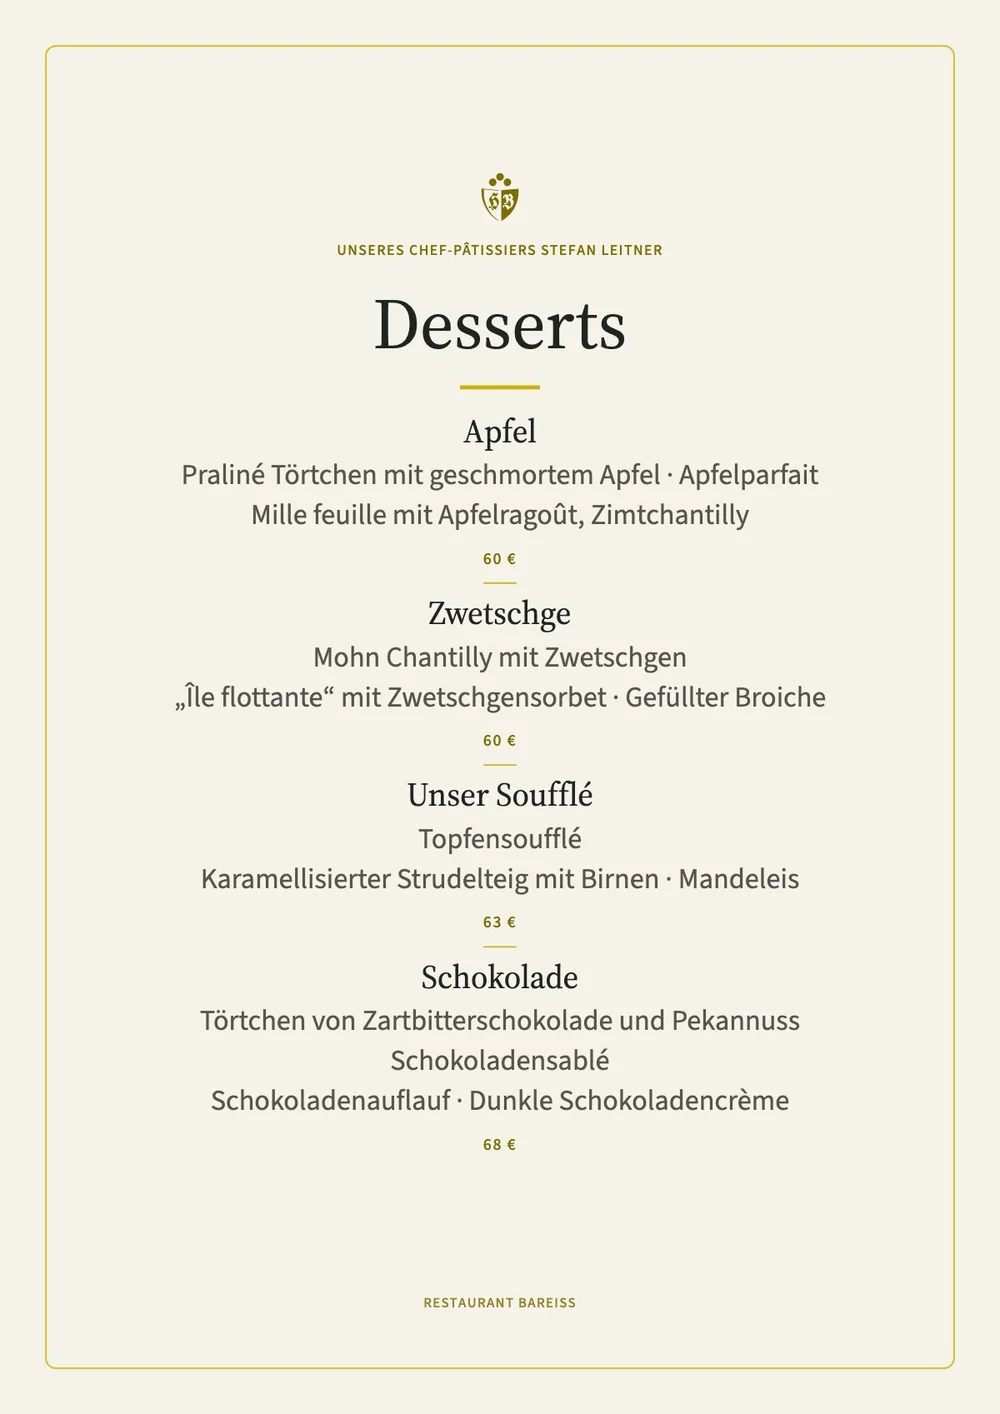 HB
UNSERES CHEF-PÂTISSIERS STEFAN LEITNER
Desserts
Apfel
Praliné Törtchen mit geschmortem Apfel · Apfelparfait
Mille feuille mit Apfelragoût, Zimtchantilly
60 €
Zwetschge
Mohn Chantilly mit Zwetschgen
„Île flottante“ mit Zwetschgensorbet · Gefüllter Broiche
60 €
Unser Soufflé
Topfensoufflé
Karamellisierter Strudelteig mit Birnen · Mandeleis
63 €
Schokolade
Törtchen von Zartbitterschokolade und Pekannuss
Schokoladensablé
Schokoladenauflauf · Dunkle Schokoladencrème
68 €
RESTAURANT BAREISS